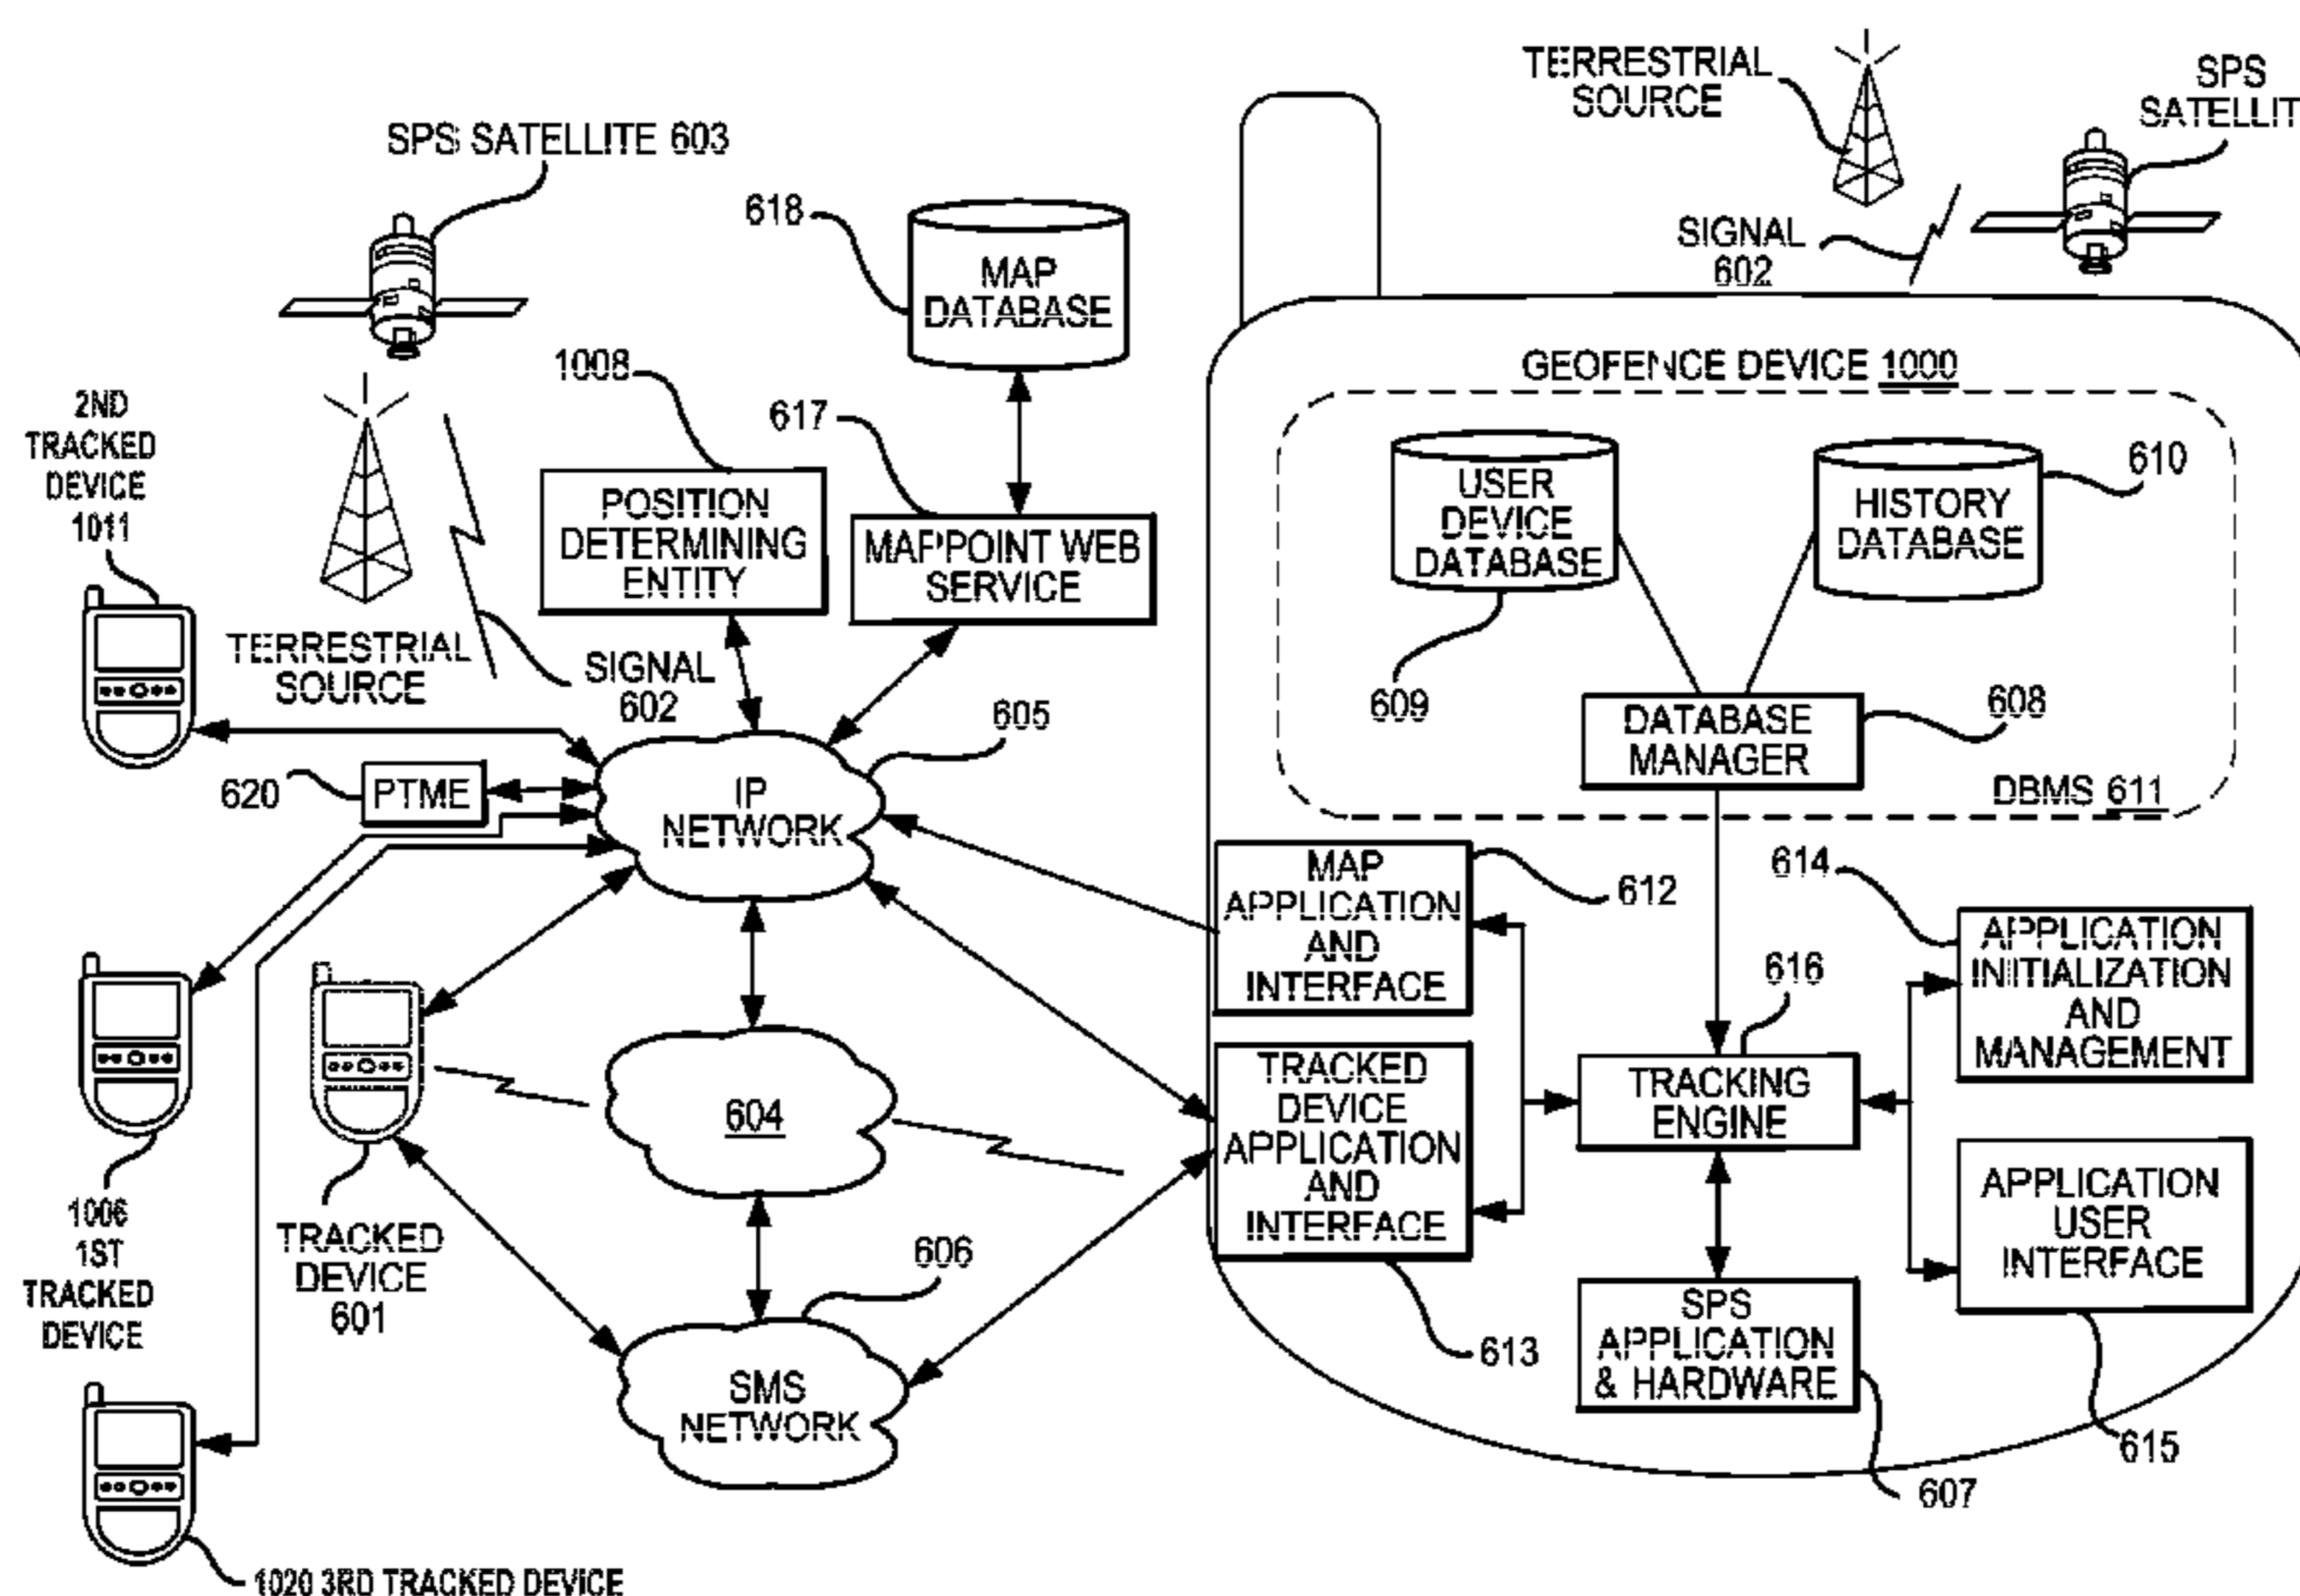 TERRESTRIAL
SOURCE
SPS
SATELLIT
SPS SATELLITE 603
618
MAP
DATABASE
SIGNAL
602
1008
617
2ND
TRACKED
DEVICE
1011
POSITION
DETERMINING
ENTITY
MAPPOINT WEB
SERVICE
TERRESTRIAL
SOURCE
SIGNAL
602
605
620
PTME
IP
NETWORK
604
1006
1ST
TRACKED
DEVICE
TRACKED
DEVICE
601
606
SMS
NETWORK
1020 3RD TRACKED DEVICE
GEOFENCE DEVICE 1000
USER
DEVICE
DATABASE
609
HISTORY
DATABASE
610
DATABASE
MANAGER
608
DBMS 611
MAP
APPLICATION
AND
INTERFACE
612
614
APPLICATION
INITIALIZATION
AND
MANAGEMENT
616
TRACKED
DEVICE
APPLICATION
AND
INTERFACE
613
TRACKING
ENGINE
APPLICATION
USER
INTERFACE
615
SPS
APPLICATION
& HARDWARE
607